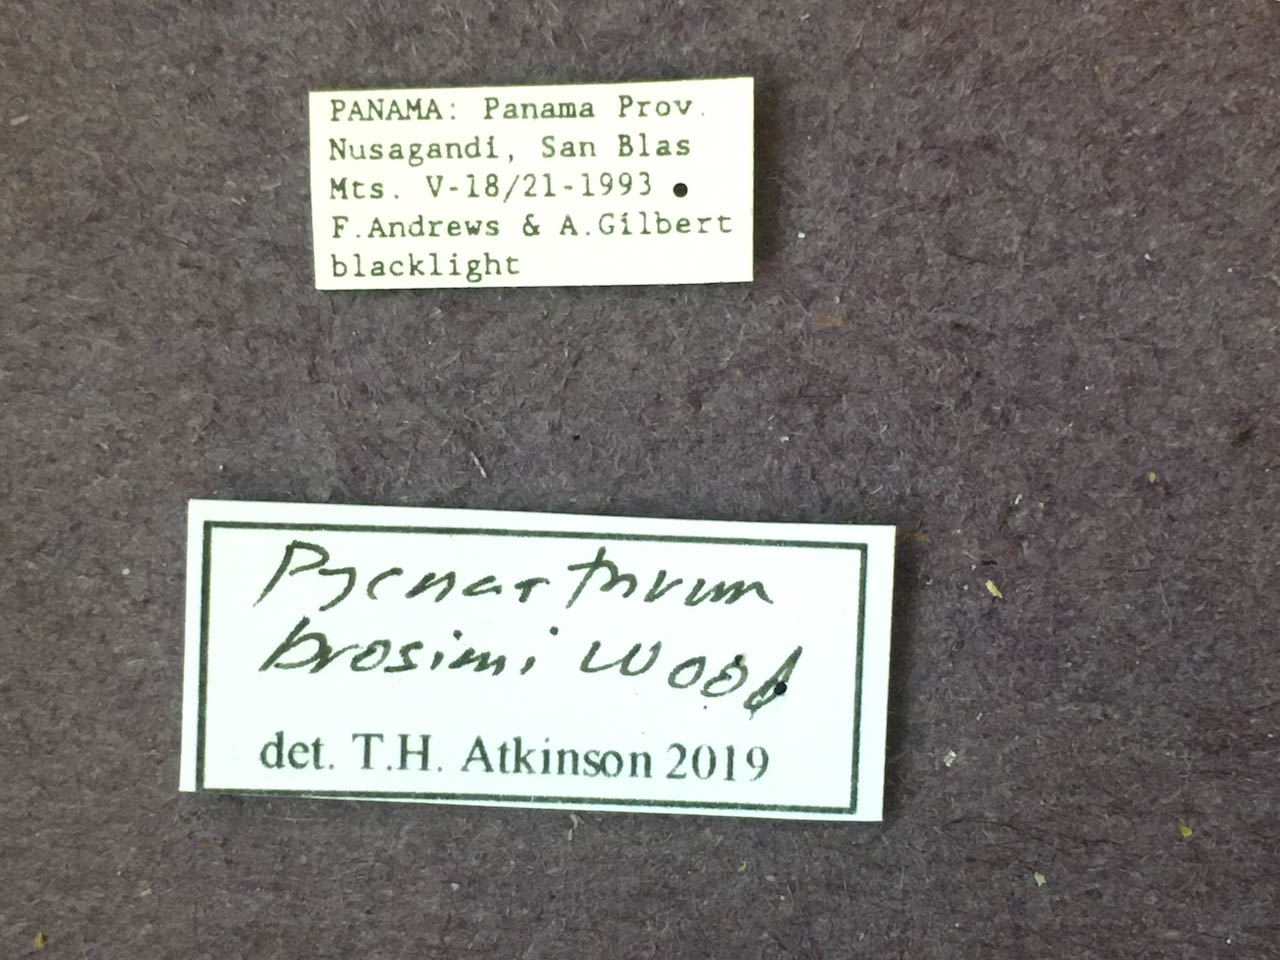 PANAMA: Panama Prov.
Nusagandi, San Blas
Mts. V-18/21-1993
F.Andrews & A.Gilbert
blacklight
Pycnarthrum
brosimi Wood
det. T.H. Atkinson 2019